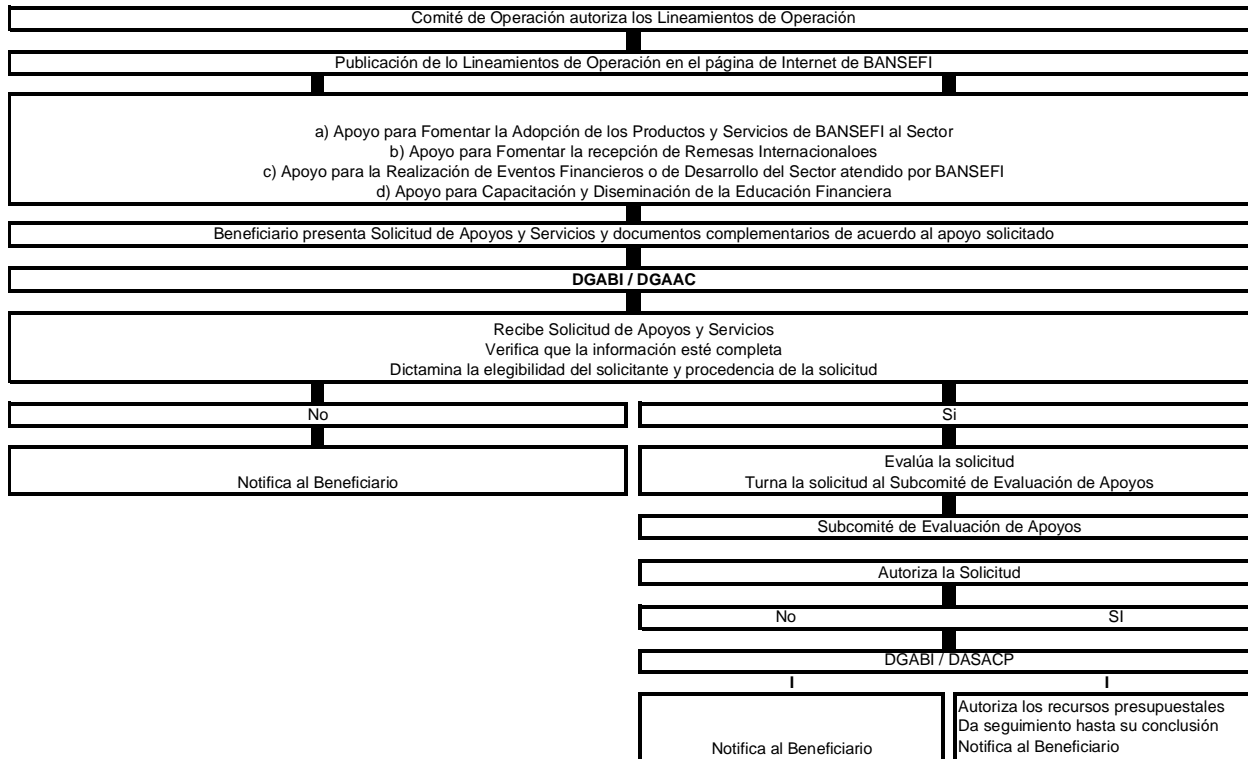 Comité de Operación autoriza los Lineamientos de Operación
Publicación de lo Lineamientos de Operación en el página de Internet de BANSEFI
a) Apoyo para Fomentar la Adopción de los Productos y Servicios de BANSEFI al Sector
b) Apoyo para Fomentar la recepción de Remesas Internacionaloes
c) Apoyo para la Realización de Eventos Financieros o de Desarrollo del Sector atendido por BANSEFI
d) Apoyo para Capacitación y Diseminación de la Educación Financiera
Beneficiario presenta Solicitud de Apoyos y Servicios y documentos complementarios de acuerdo al apoyo solicitado
DGABI / DGAAC
Recibe Solicitud de Apoyos y Servicios
Verifica que la información esté completa
Dictamina la elegibilidad del solicitante y procedencia de la solicitud
No
Si
Notifica al Beneficiario
Evalúa la solicitud
Turna la solicitud al Subcomité de Evaluación de Apoyos
Subcomité de Evaluación de Apoyos
Autoriza la Solicitud
No
SI
DGABI / DASACP
Notifica al Beneficiario
Autoriza los recursos presupuestales
Da seguimiento hasta su conclusión
Notifica al Beneficiario